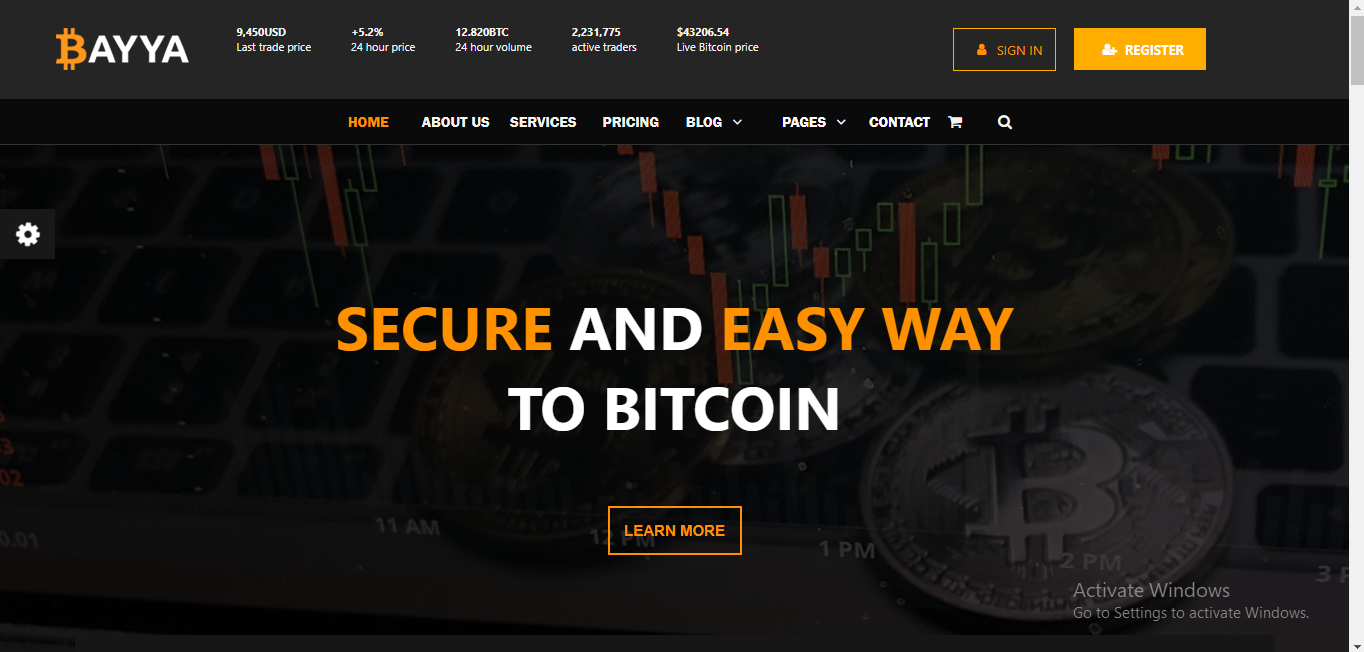 BAYYA
9,450USD
Last trade price
+5.2%
24 hour price
12.820BTC
24 hour volume
2,231,775
active traders
$43206.54
Live Bitcoin price
SIGN IN
REGISTER
HOME ABOUT US SERVICES PRICING BLOG PAGES CONTACT
SECURE AND EASY WAY
TO BITCOIN
LEARN MORE
02
0.01
11 AM
12 PM
1 PM
2 PM
3 P
Activate Windows
Go to Settings to activate Windows.